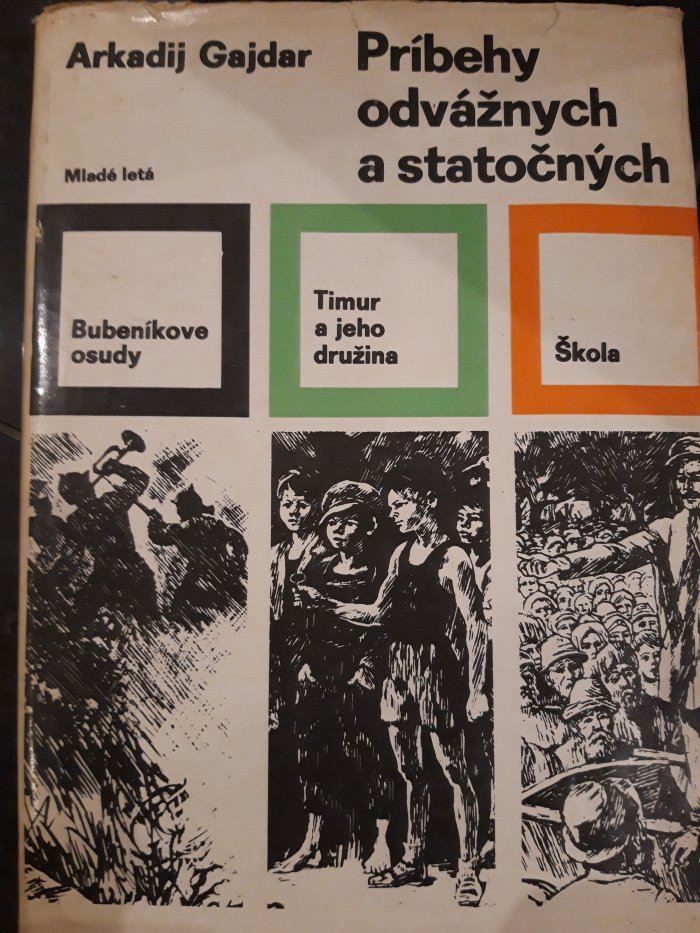 Arkadij Gajdar
Príbehy
odvážnych
a statočných
Mladé letá
Bubeníkove
osudy
Timur
a jeho
družina
Škola